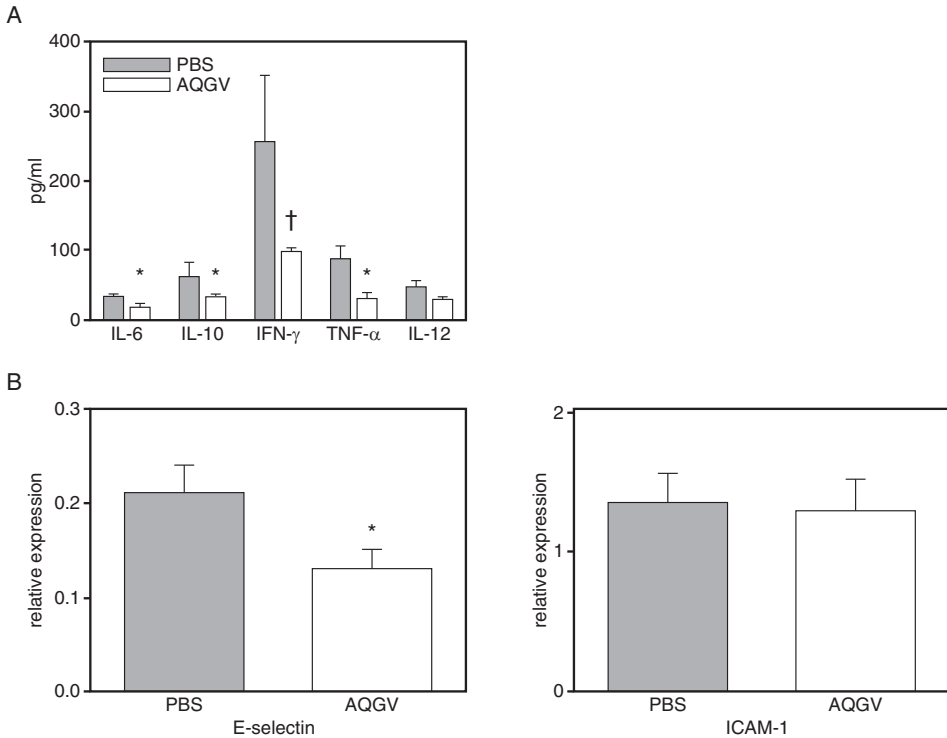 A
400
300
200
100
0
pg/ml
PBS
AQGV
*
*
†
*
IL-6 IL-10 IFN-γ TNF-α IL-12
B
0.3
0.2
0.1
0.0
relative expression
*
PBS AQGV
E-selectin
2
1
0
relative expression
PBS AQGV
ICAM-1